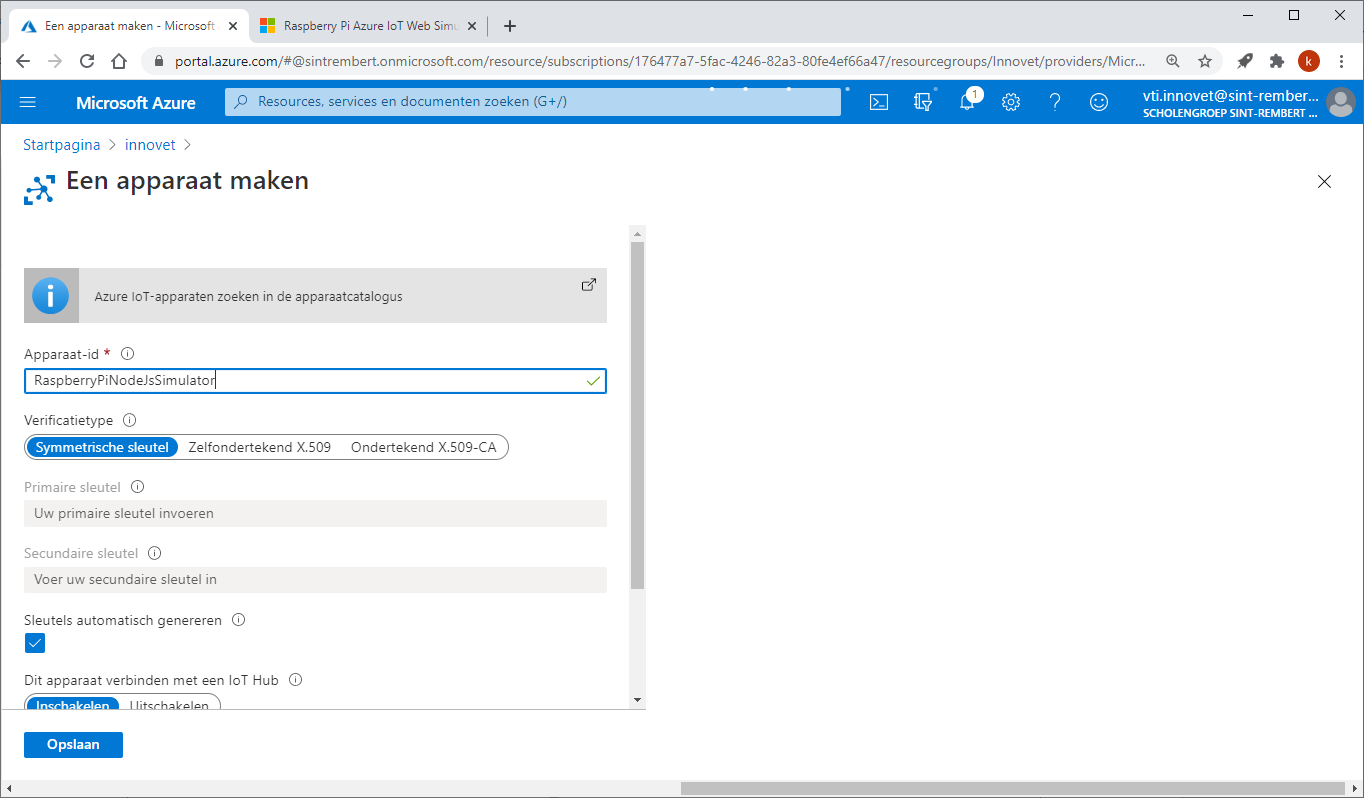 Een apparaat maken - Microsoft
Raspberry Pi Azure IoT Web Simu
portal.azure.com/#@sintrembert.onmicrosoft.com/resource/subscriptions/176477a7-5fac-4246-82a3-80fe4ef66a47/resourcegroups/Innovet/providers/Micr...
k
Microsoft Azure
Resources, services en documenten zoeken (G+/)
1
vti.innovet@sint-rember...
SCHOLENGROEP SINT-REMBERT ...
Startpagina > innovet >
Een apparaat maken
Azure IoT-apparaten zoeken in de apparaatcatalogus
Apparaat-id *
RaspberryPiNodeJsSimulator
Verificatietype
Symmetrische sleutel Zelfondertekend X.509 Ondertekend X.509-CA
Primaire sleutel
Uw primaire sleutel invoeren
Secundaire sleutel
Voer uw secundaire sleutel in
Sleutels automatisch genereren
Dit apparaat verbinden met een IoT Hub
Inschakelen Uitschakelen
Opslaan